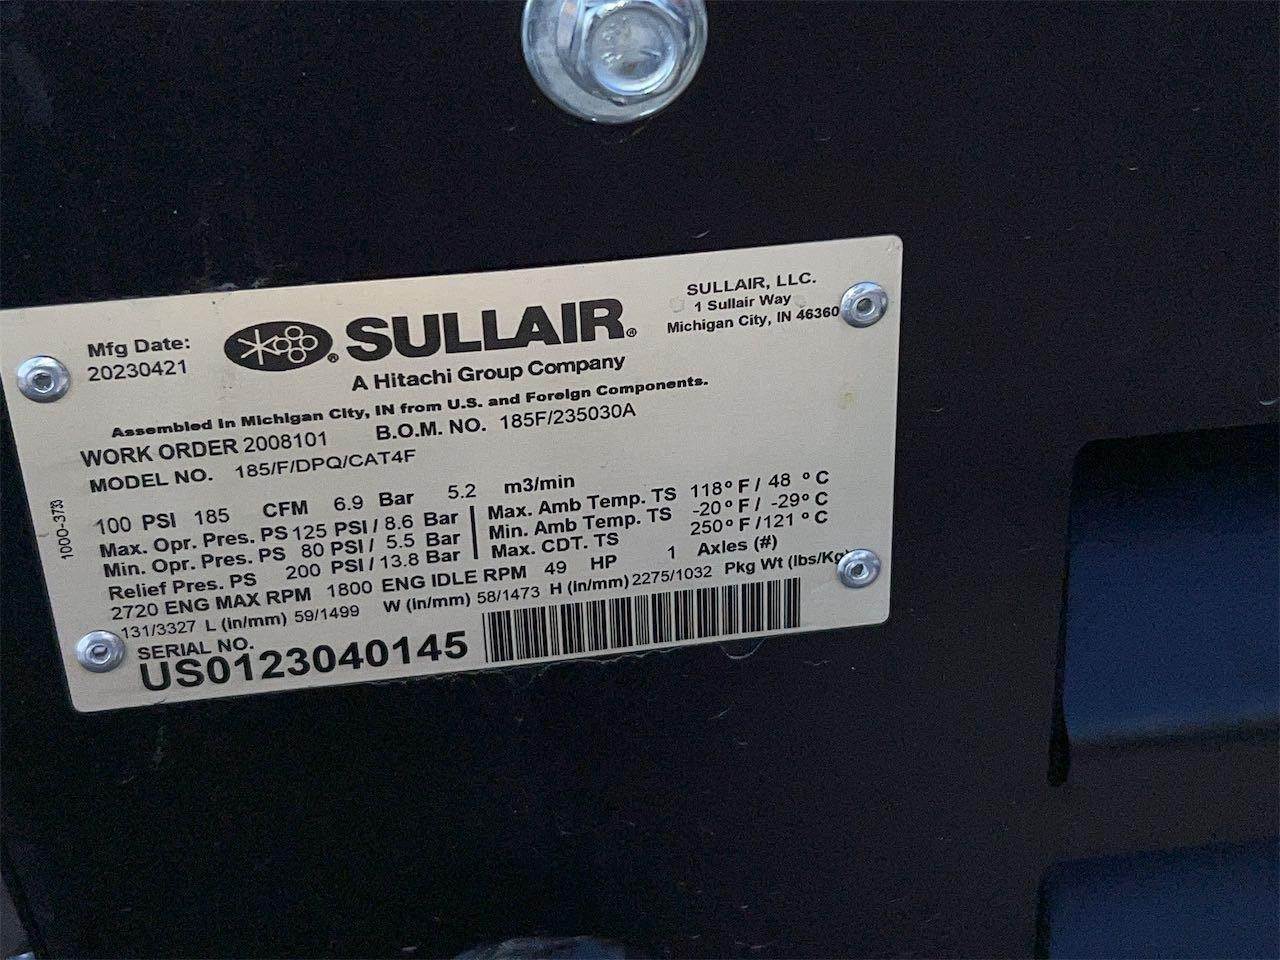 Mfg Date:
20230421
SULLAIR®
A Hitachi Group Company
SULLAIR, LLC.
1 Sullair Way
Michigan City, IN 46360
Assembled In Michigan City, IN from U.S. and Foreign Components.
WORK ORDER 2008101 B.O.M. NO. 185F/235030A
MODEL NO. 185/F/DPQ/CAT4F
100 PSI 185 CFM 6.9 Bar 5.2 m3/min
Max. Opr. Pres. PS 125 PSI / 8.6 Bar
Min. Opr. Pres. PS 80 PSI / 5.5 Bar
Relief Pres. PS 200 PSI / 13.8 Bar
Max. Amb Temp. TS 118° F / 48 ° C
Min. Amb Temp. TS -20° F / -29° C
Max. CDT. TS 250° F /121 ° C
2720 ENG MAX RPM 1800 ENG IDLE RPM 49 HP 1 Axles (#)
131/3327 L (in/mm) 59/1499 W (in/mm) 58/1473 H (in/mm) 2275/1032 Pkg Wt (lbs/Kg)
SERIAL NO.
US0123040145